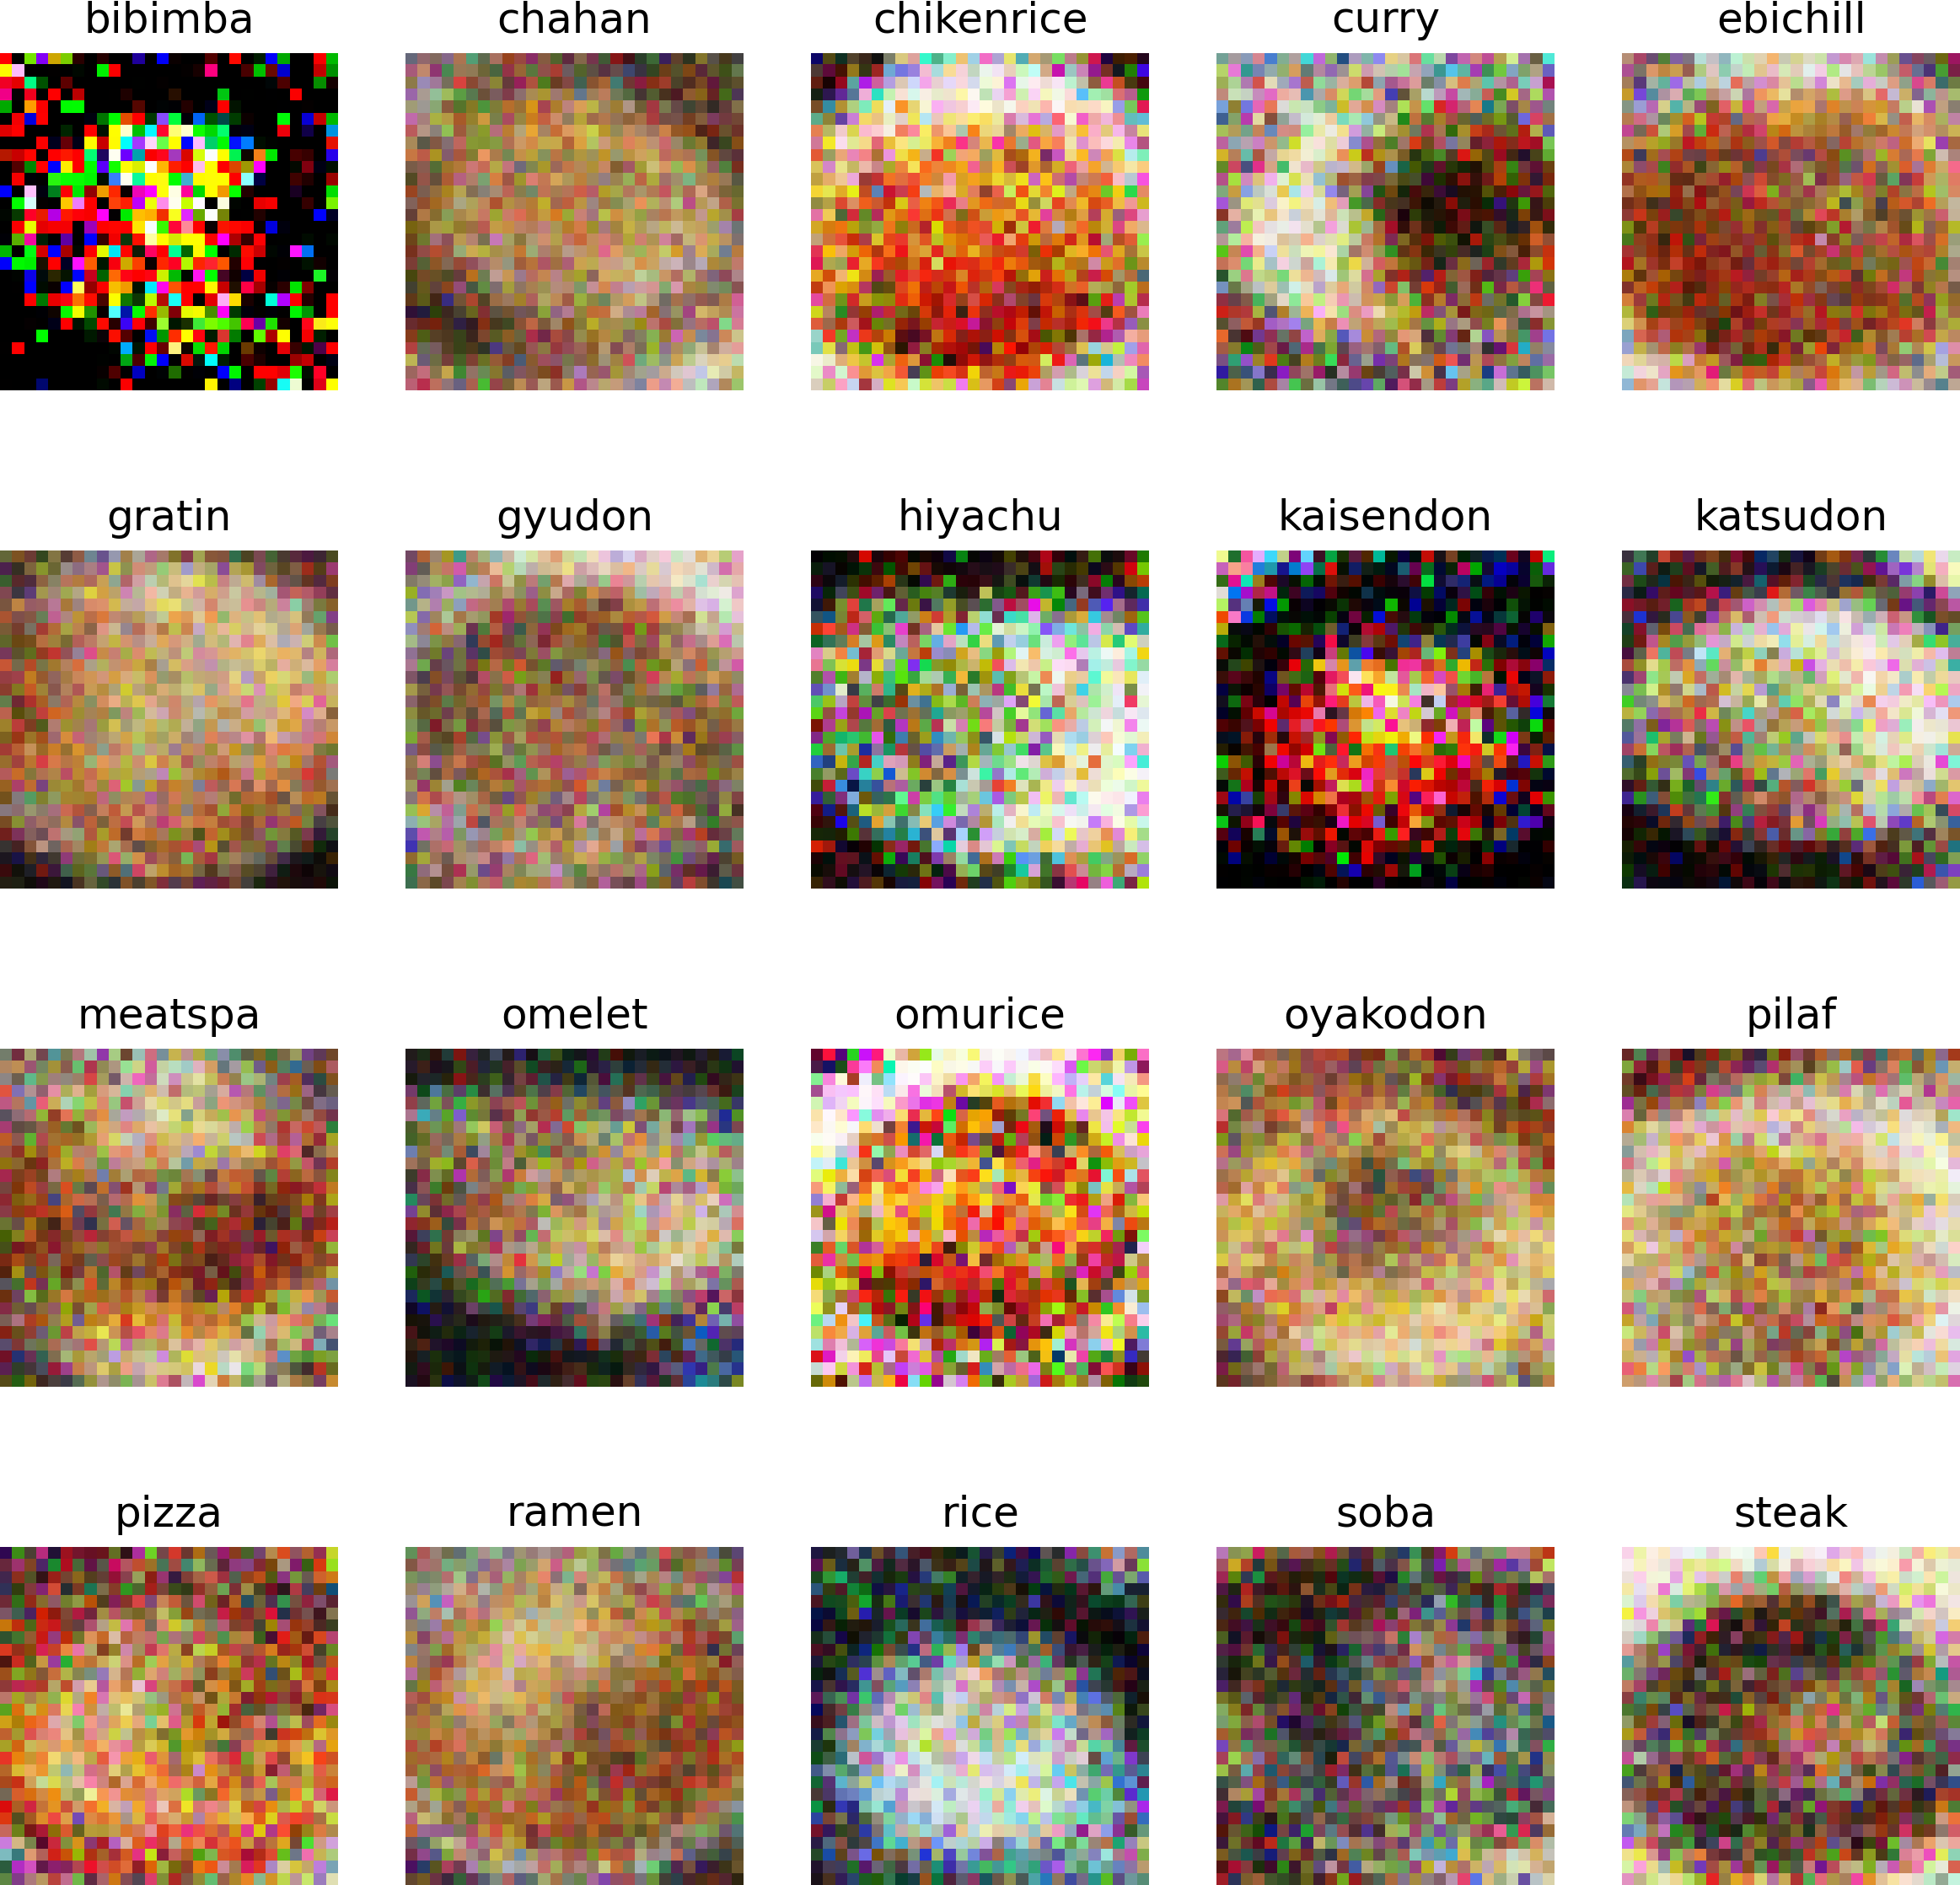 bibimba
chahan
chikenrice
curry
ebichill
gratin
gyudon
hiyachu
kaisendon
katsudon
meatspa
omelet
omurice
oyakodon
pilaf
pizza
ramen
rice
soba
steak